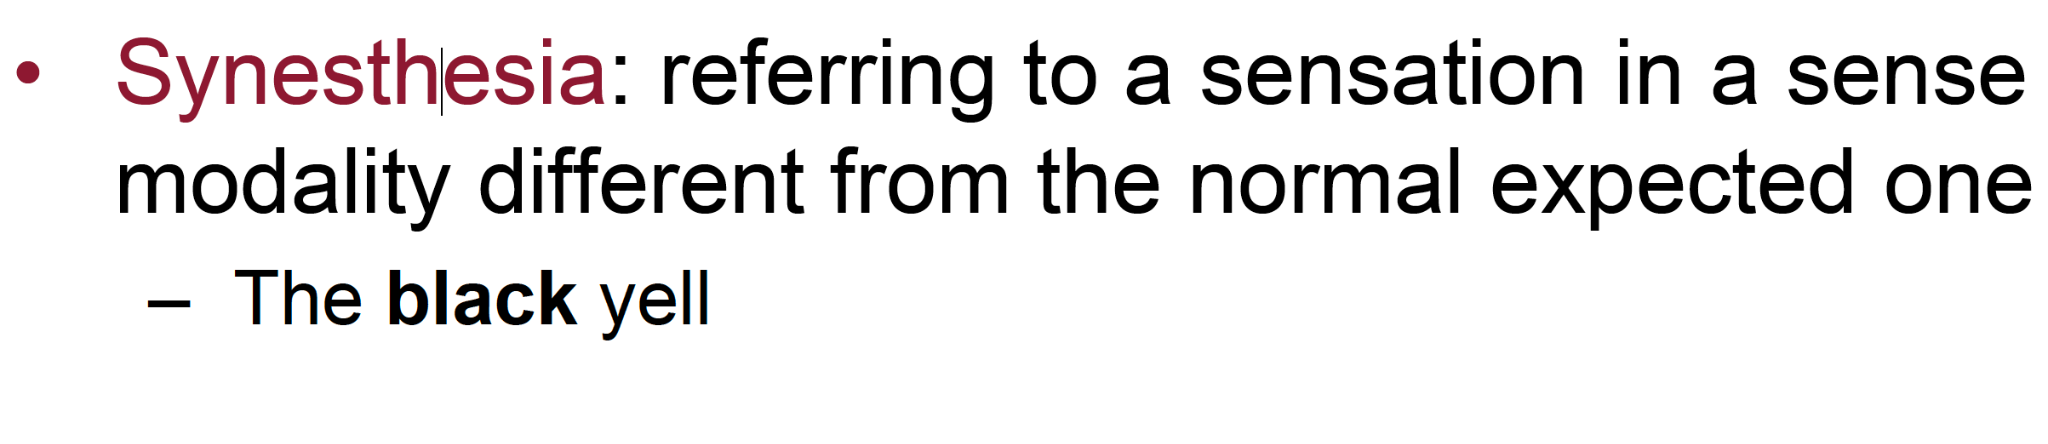 • Synesthesia: referring to a sensation in a sense
modality different from the normal expected one
– The black yell